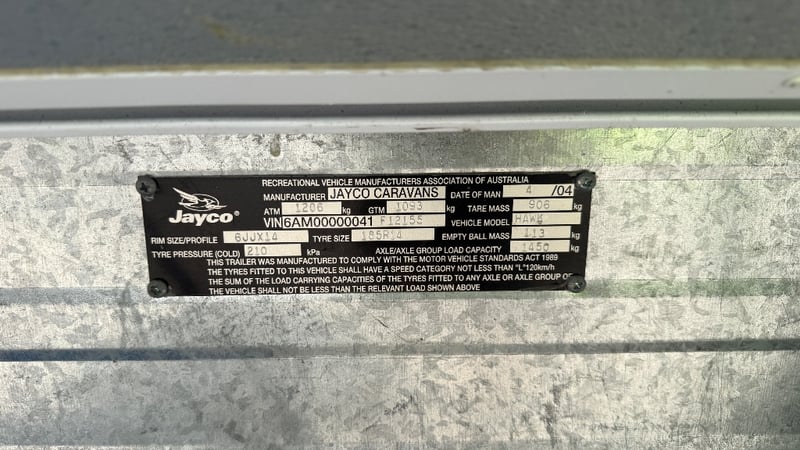 RECREATIONAL VEHICLE MANUFACTURERS ASSOCIATION OF AUSTRALIA
Jayco®
MANUFACTURER JAYCO CARAVANS DATE OF MAN 4 /04
ATM 1206 kg GTM 1093 kg TARE MASS 906 kg
VIN 6AM00000041 F12155 VEHICLE MODEL HAWK
RIM SIZE/PROFILE 6JJX14 TYRE SIZE 185R14 EMPTY BALL MASS 113 kg
TYRE PRESSURE (COLD) 210 kPa AXLE/AXLE GROUP LOAD CAPACITY 1450 kg
THIS TRAILER WAS MANUFACTURED TO COMPLY WITH THE MOTOR VEHICLE STANDARDS ACT 1989
THE TYRES FITTED TO THIS VEHICLE SHALL HAVE A SPEED CATEGORY NOT LESS THAN "L"120km/h
THE SUM OF THE LOAD CARRYING CAPACITIES OF THE TYRES FITTED TO ANY AXLE OR AXLE GROUP OF
THE VEHICLE SHALL NOT BE LESS THAN THE RELEVANT LOAD SHOWN ABOVE